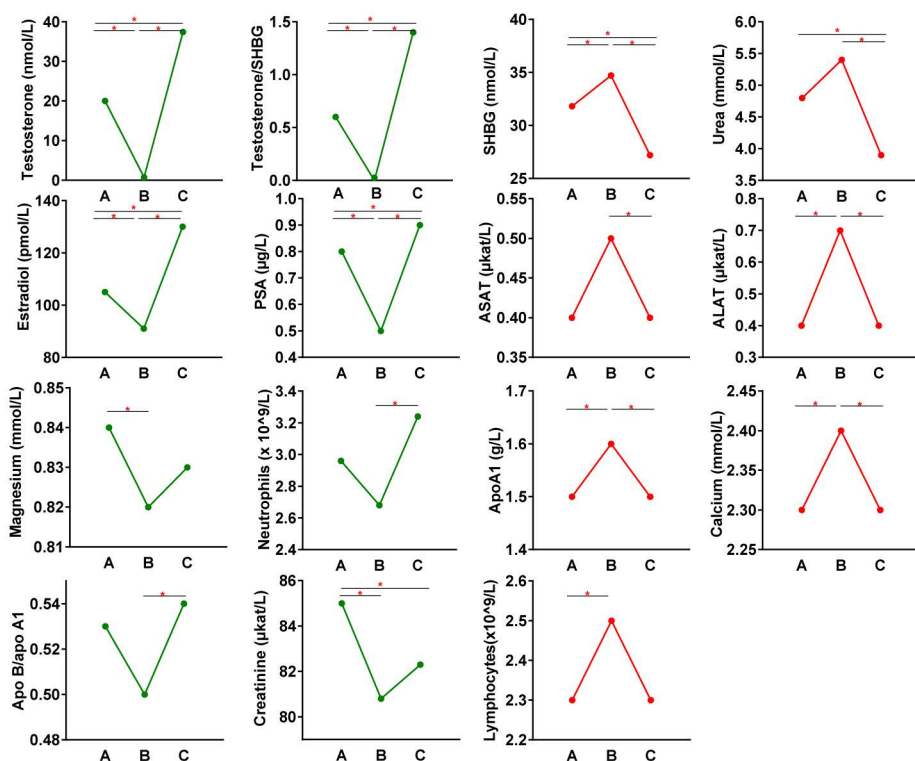 Testosterone (nmol/L)
40
30
20
10
0
A B C
* * *
Testosterone/SHBG
1.5
1.0
0.5
0.0
A B C
* * *
SHBG (nmol/L)
40
35
30
25
A B C
* * *
Urea (mmol/L)
6.0
5.5
5.0
4.5
4.0
3.5
A B C
* *
Estradiol (pmol/L)
140
120
100
80
A B C
* * *
PSA (µg/L)
1.0
0.9
0.8
0.7
0.6
0.5
0.4
A B C
* * *
ASAT (µkat/L)
0.55
0.50
0.45
0.40
0.35
A B C
*
ALAT (µkat/L)
0.8
0.7
0.6
0.5
0.4
0.3
A B C
* *
Magnesium (mmol/L)
0.85
0.84
0.83
0.82
0.81
A B C
*
Neutrophils (x 10^9/L)
3.4
3.2
3.0
2.8
2.6
2.4
A B C
*
ApoA1 (g/L)
1.7
1.6
1.5
1.4
A B C
* *
Calcium (mmol/L)
2.45
2.40
2.35
2.30
2.25
A B C
* *
Apo B/apo A1
0.54
0.52
0.50
0.48
A B C
*
Creatinine (µkat/L)
86
84
82
80
A B C
* *
Lymphocytes(x10^9/L)
2.6
2.5
2.4
2.3
2.2
A B C
*